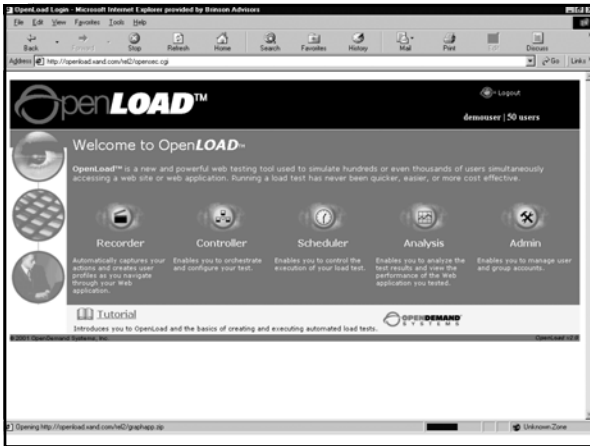 OpenLoad Login - Microsoft Internet Explorer provided by Brinson Advisors
File Edit View Favorites Tools Help
Back Forward Stop Refresh Home Search Favorites History Mail Print Edit Discuss
Address http://openload.xand.com/rel2/openvec.cgi Go Links
OpenLOAD™
Logout
demouser | 50 users
Welcome to OpenLOAD™
OpenLoad™ is a new and powerful web testing tool used to simulate hundreds or even thousands of users simultaneously
accessing a web site or web application. Running a load test has never been quicker, easier, or more cost effective.
Recorder Controller Scheduler Analysis Admin
Automatically captures your
actions and creates user
profiles as you navigate
through your Web
application.
Enables you to orchestrate
and configure your test.
Enables you to control the
execution of your load test.
Enables you to analyze the
test results and view the
performance of the Web
application you tested.
Enables you to manage user
and group accounts.
Tutorial
Introduces you to OpenLoad and the basics of creating and executing automated load tests.
OPENDEMAND
SYSTEMS
© 2001 OpenDemand Systems, Inc. OpenLoad v2.0
Opening http://openload.xand.com/rel2/graphapp.zip Unknown Zone